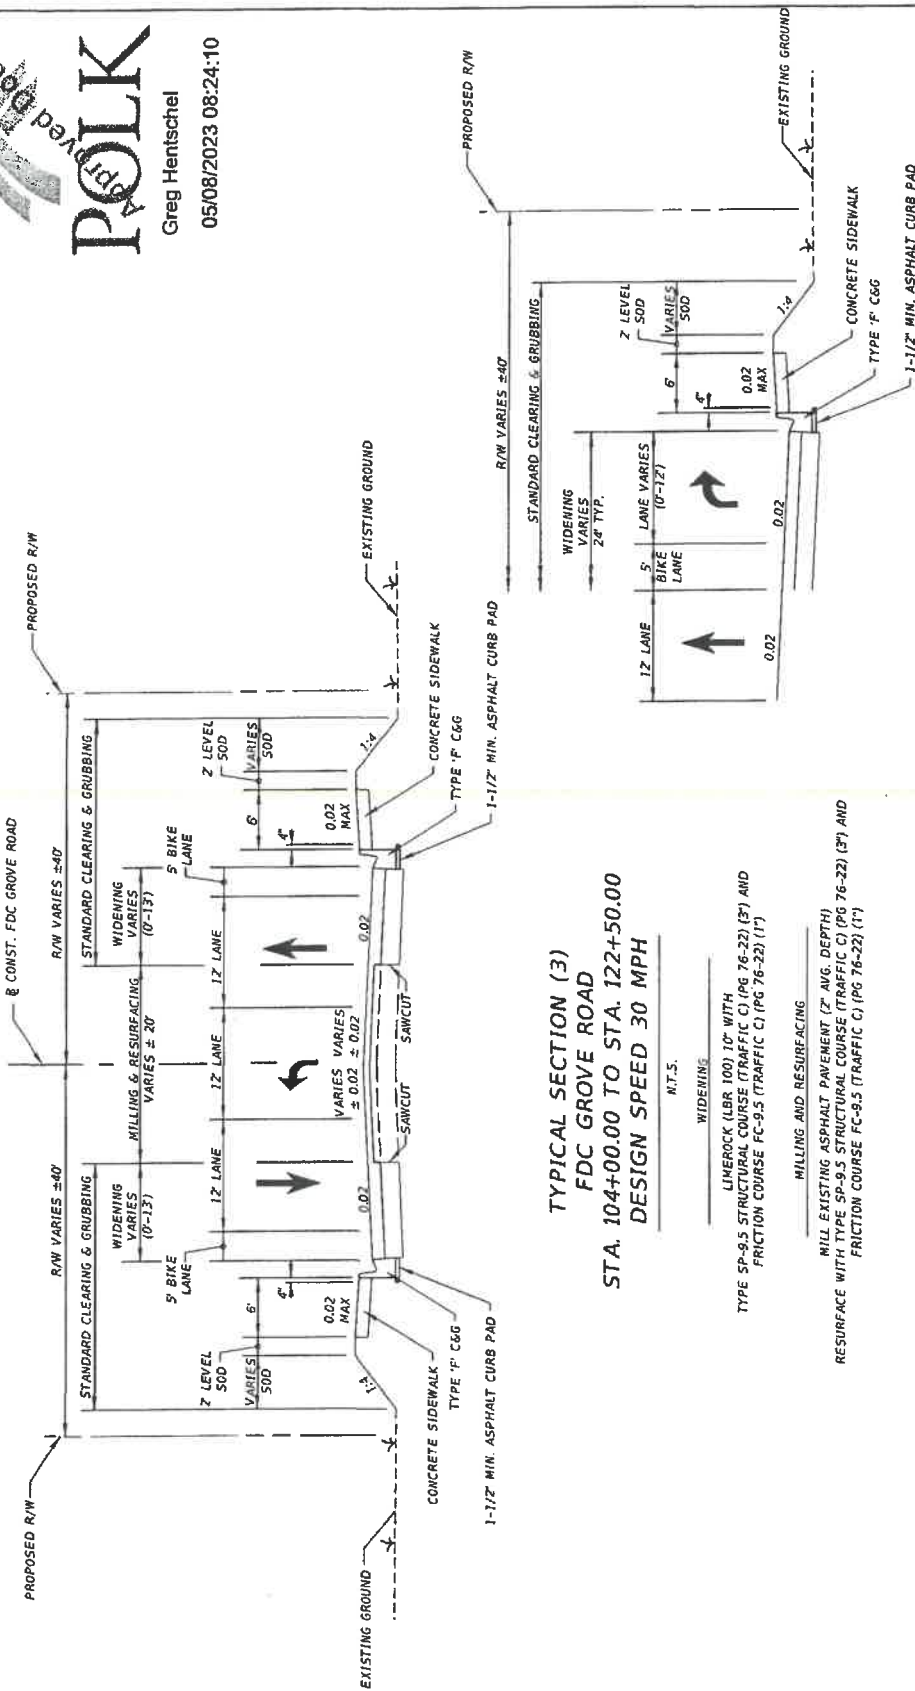 Approved
POLK
Greg Hentschel
05/08/2023 08:24:10
℄ CONST. FDC GROVE ROAD
PROPOSED R/W
R/W VARIES ±40'
R/W VARIES ±40'
PROPOSED R/W
STANDARD CLEARING & GRUBBING
STANDARD CLEARING & GRUBBING
WIDENING
VARIES
(0'-13')
MILLING & RESURFACING
VARIES ± 20'
WIDENING
VARIES
(0'-13')
2' LEVEL
SOD
5' BIKE
LANE
12' LANE
12' LANE
12' LANE
5' BIKE
LANE
2' LEVEL
SOD
VARIES
SOD
6'
4"
4"
6'
VARIES
SOD
0.02
MAX
0.02
VARIES
± 0.02
VARIES
± 0.02
0.02
0.02
MAX
1:4
1:4
EXISTING GROUND
EXISTING GROUND
SAWCUT
SAWCUT
CONCRETE SIDEWALK
TYPE 'F' C&G
1-1/2" MIN. ASPHALT CURB PAD
CONCRETE SIDEWALK
TYPE 'F' C&G
1-1/2" MIN. ASPHALT CURB PAD
TYPICAL SECTION (3)
FDC GROVE ROAD
STA. 104+00.00 TO STA. 122+50.00
DESIGN SPEED 30 MPH
N.T.S.
WIDENING
LIMEROCK (LBR 100) 10" WITH
TYPE SP-9.5 STRUCTURAL COURSE (TRAFFIC C) (PG 76-22) (3") AND
FRICTION COURSE FC-9.5 (TRAFFIC C) (PG 76-22) (1")
MILLING AND RESURFACING
MILL EXISTING ASPHALT PAVEMENT (2" AVG. DEPTH)
RESURFACE WITH TYPE SP-9.5 STRUCTURAL COURSE (TRAFFIC C) (PG 76-22) (3") AND
FRICTION COURSE FC-9.5 (TRAFFIC C) (PG 76-22) (1")
PROPOSED R/W
R/W VARIES ±40'
STANDARD CLEARING & GRUBBING
WIDENING
VARIES
24' TYP.
2' LEVEL
SOD
12' LANE
5'
BIKE
LANE
LANE VARIES
(0'-12')
4"
6'
VARIES
SOD
0.02
0.02
0.02
MAX
1:4
EXISTING GROUND
CONCRETE SIDEWALK
TYPE 'F' C&G
1-1/2" MIN. ASPHALT CURB PAD